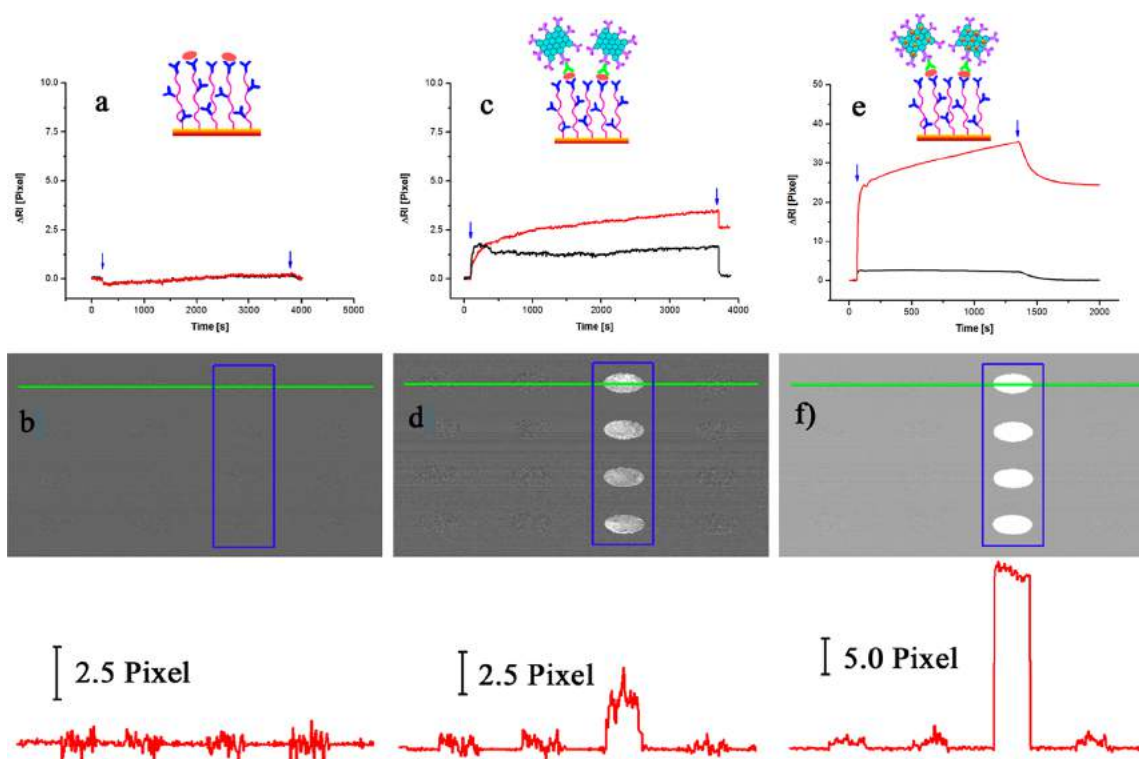 a
10.0
7.5
5.0
2.5
0.0
ΔRI [Pixel]
0 1000 2000 3000 4000 5000
Time [s]
c
10.0
7.5
5.0
2.5
0.0
ΔRI [Pixel]
0 1000 2000 3000 4000
Time [s]
e
50
40
30
20
10
0
ΔRI [Pixel]
0 500 1000 1500 2000
Time [s]
b
d
f)
2.5 Pixel
2.5 Pixel
5.0 Pixel